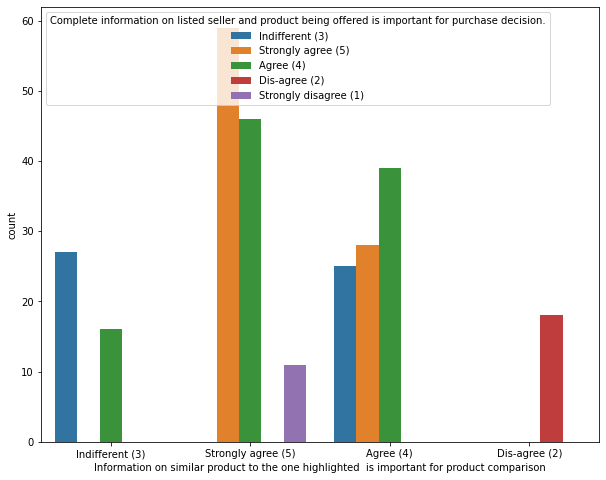 Complete information on listed seller and product being offered is important for purchase decision.
Indifferent (3)
Strongly agree (5)
Agree (4)
Dis-agree (2)
Strongly disagree (1)
60
50
40
30
20
10
0
count
Indifferent (3) Strongly agree (5) Agree (4) Dis-agree (2)
Information on similar product to the one highlighted  is important for product comparison